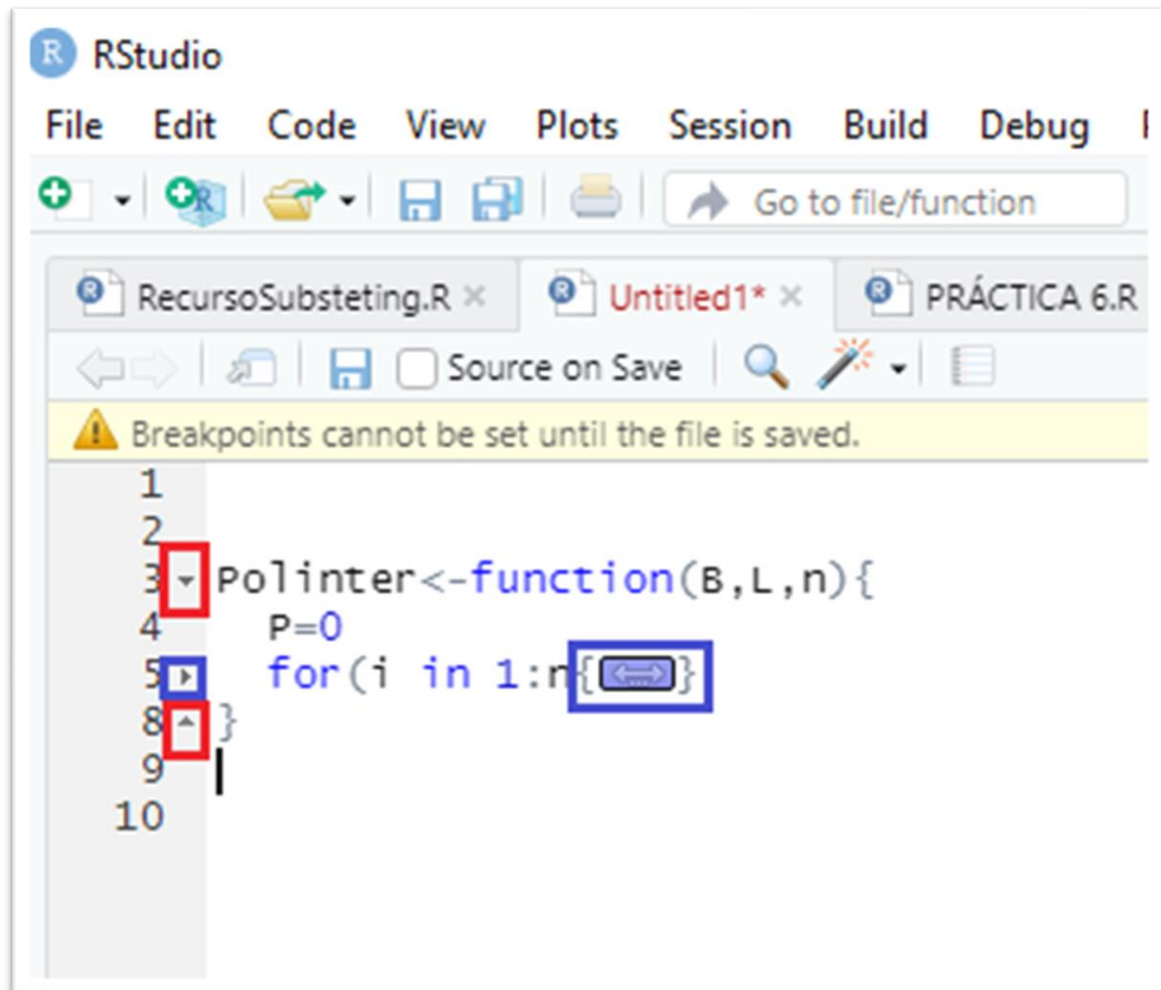 RStudio
File Edit Code View Plots Session Build Debug
Go to file/function
RecursoSubsteting.R Untitled1* PRÁCTICA 6.R
Source on Save
Breakpoints cannot be set until the file is saved.
1
2
3 Polinter<-function(B,L,n){
4 P=0
5 for(i in 1:n{}
8 }
9
10